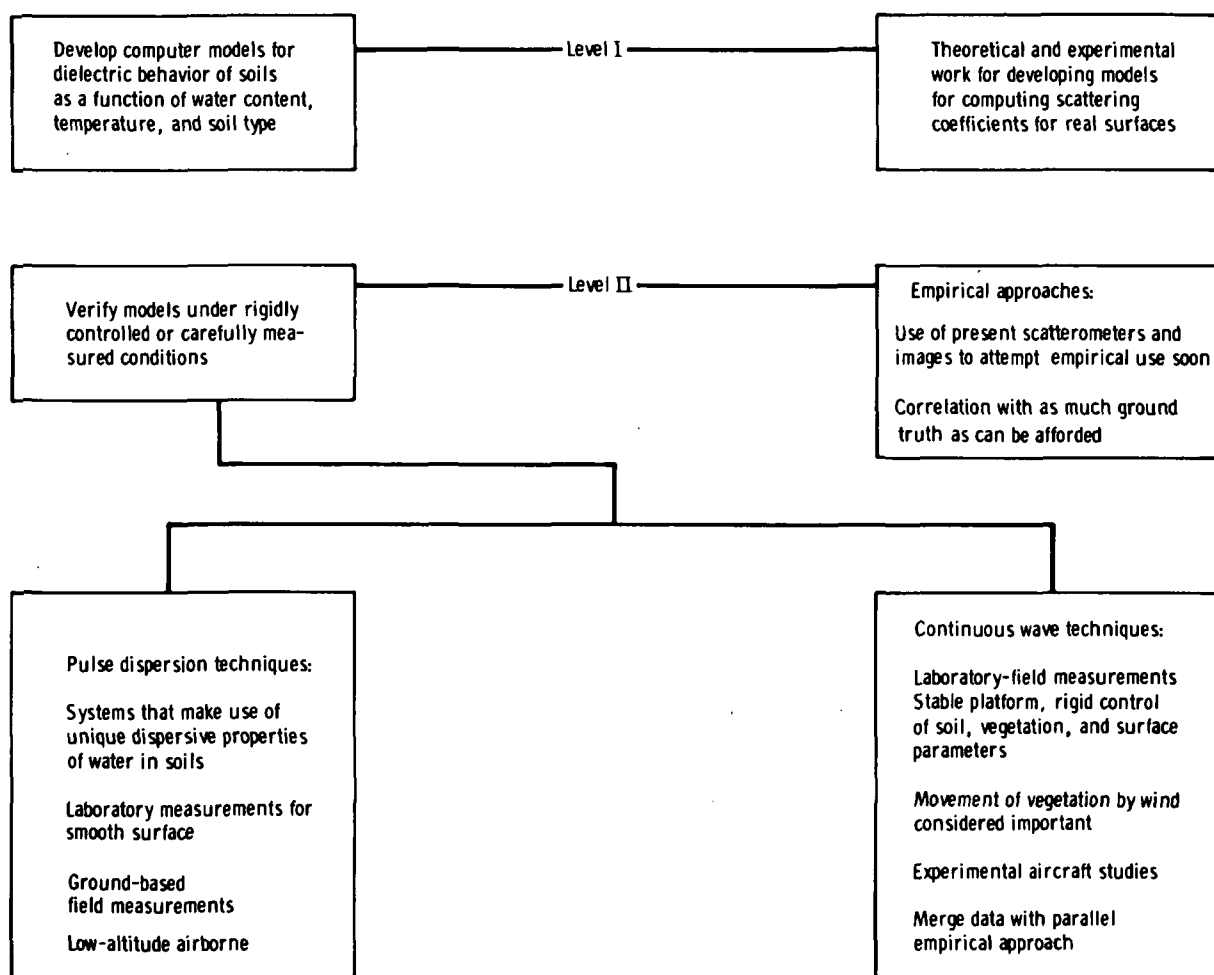 Develop computer models for
dielectric behavior of soils
as a function of water content,
temperature, and soil type
Level I
Theoretical and experimental
work for developing models
for computing scattering
coefficients for real surfaces
Verify models under rigidly
controlled or carefully mea-
sured conditions
Level II
Empirical approaches:
Use of present scatterometers and
images to attempt empirical use soon
Correlation with as much ground
truth as can be afforded
Pulse dispersion techniques:
Systems that make use of
unique dispersive properties
of water in soils
Laboratory measurements for
smooth surface
Ground-based
field measurements
Low-altitude airborne
Continuous wave techniques:
Laboratory-field measurements
Stable platform, rigid control
of soil, vegetation, and surface
parameters
Movement of vegetation by wind
considered important
Experimental aircraft studies
Merge data with parallel
empirical approach